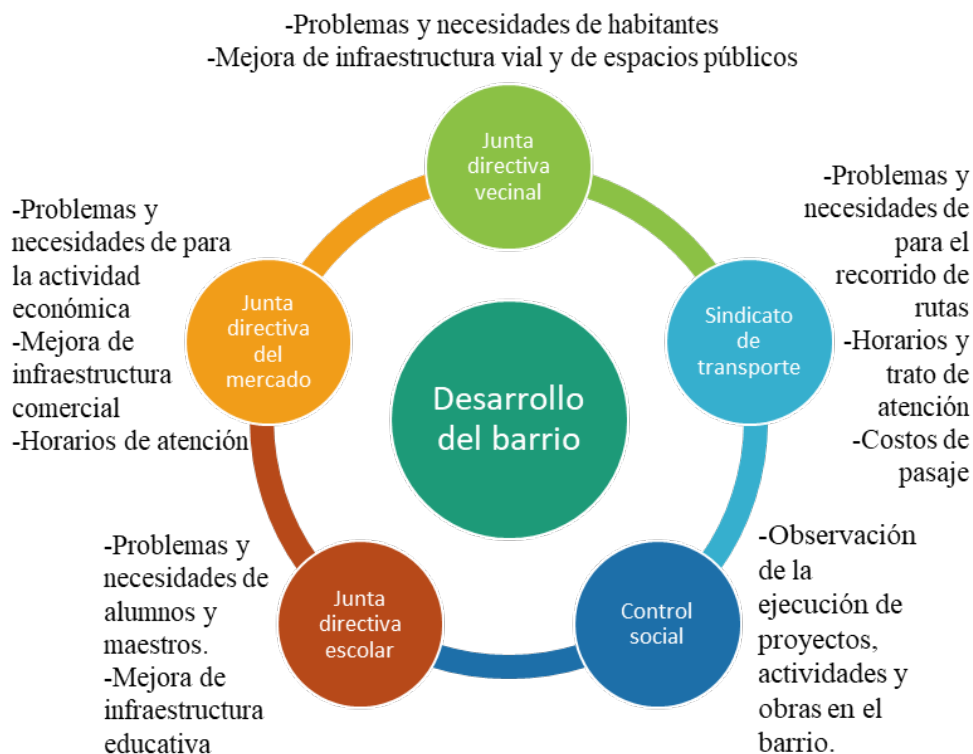 -Problemas y necesidades de habitantes
-Mejora de infraestructura vial y de espacios públicos
Junta
directiva
vecinal
-Problemas y
necesidades de
para el
recorrido de
rutas
-Horarios y
trato de
atención
-Costos de
pasaje
Sindicato
de
transporte
-Problemas y
necesidades de para
la actividad
económica
-Mejora de
infraestructura
comercial
-Horarios de atención
Junta
directiva
del
mercado
Desarrollo
del barrio
-Problemas y
necesidades de
alumnos y
maestros.
-Mejora de
infraestructura
educativa
Junta
directiva
escolar
Control
social
-Observación
de la
ejecución de
proyectos,
actividades y
obras en el
barrio.